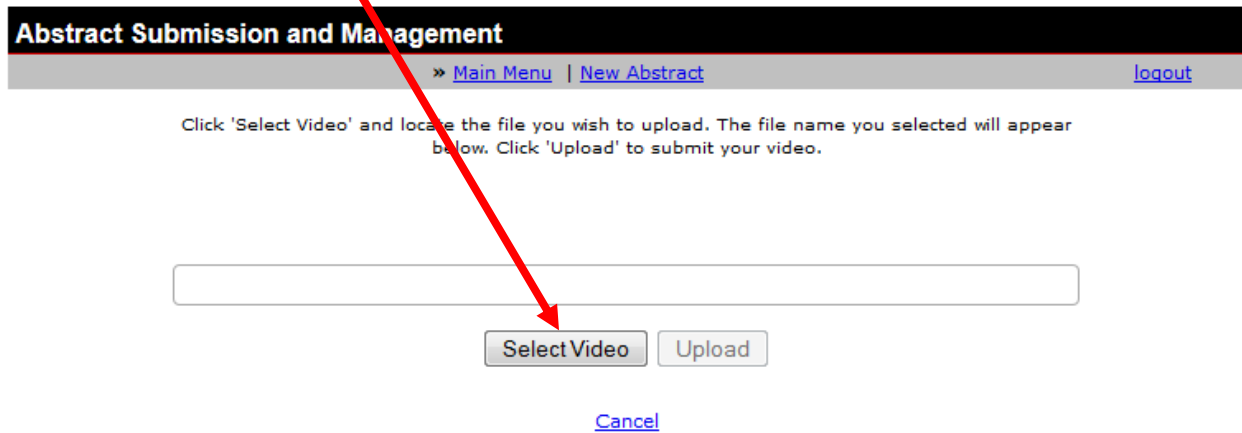 Abstract Submission and Management
» Main Menu | New Abstract logout
Click 'Select Video' and locate the file you wish to upload. The file name you selected will appear
below. Click 'Upload' to submit your video.
Select Video Upload
Cancel